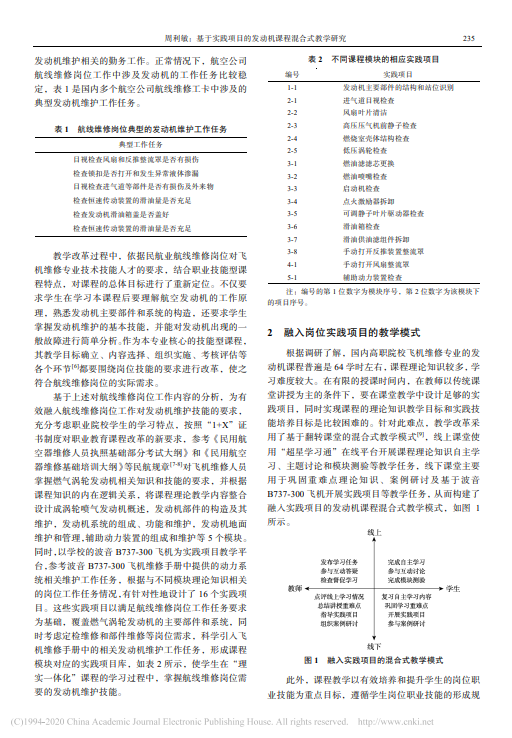 周利敏：基于实践项目的发动机课程混合式教学研究
235
发动机维护相关的勤务工作。正常情况下，航空公司
航线维修岗位工作中涉及发动机的工作任务比较稳
定，表 1 是国内多个航空公司航线维修工卡中涉及的
典型发动机维护工作任务。
表 1 航线维修岗位典型的发动机维护工作任务
典型工作任务
目视检查风扇和反推整流罩是否有损伤
检查锁扣是否打开和发生异常液体渗漏
目视检查进气道等部件是否有损伤及外来物
检查恒速传动装置的滑油量是否充足
检查发动机滑油箱盖是否盖好
检查恒速传动装置的滑油量是否充足
教学改革过程中，依据民航业航线维修岗位对飞
机维修专业技术技能人才的要求，结合职业技能型课
程特点，对课程的总体目标进行了重新定位。不仅要
求学生在学习本课程后要理解航空发动机的工作原
理，熟悉发动机主要部件和系统的构造，还要求学生
掌握发动机维护的基本技能，并能对发动机出现的一
般故障进行简单分析。作为本专业核心的技能型课程，
其教学目标确立、内容选择、组织实施、考核评估等
各个环节[6]都要围绕岗位技能的要求进行改革，使之
符合航线维修岗位的实际需求。
基于上述对航线维修岗位工作内容的分析，为有
效融入航线维修岗位工作对发动机维护技能的要求，
充分考虑职业院校学生的学习特点，按照“1+X”证
书制度对职业教育课程改革的新要求，参考《民用航
空器维修人员执照基础部分考试大纲》和《民用航空
器维修基础培训大纲》等民航规章[7-8]对飞机维修人员
掌握燃气涡轮发动机相关知识和技能的要求，并根据
课程知识的内在逻辑关系，将课程理论教学内容整合
设计成涡轮喷气发动机概述，发动机部件的构造及其
维护，发动机系统的组成、功能和维护，发动机地面
维护和管理，辅助动力装置的组成和维护等 5 个模块。
同时，以学校的波音 B737-300 飞机为实践项目教学平
台，参考波音 B737-300 飞机维修手册中提供的动力系
统相关维护工作任务，根据与不同模块理论知识相关
的岗位工作任务情况，有针对性地设计了 16 个实践项
目。这些实践项目以满足航线维修岗位工作任务要求
为基础，覆盖燃气涡轮发动机的主要部件和系统，同
时考虑定检维修和部件维修等岗位需求，科学引入飞
机维修手册中的相关发动机维护工作任务，形成课程
模块对应的实践项目库，如表 2 所示，使学生在“理
实一体化”课程的学习过程中，掌握航线维修岗位需
要的发动机维护技能。
表 2 不同课程模块的相应实践项目
编号 实践项目
1-1 发动机主要部件的结构和站位识别
2-1 进气道目视检查
2-2 风扇叶片清洁
2-3 高压压气机前静子检查
2-4 燃烧室壳体结构检查
2-5 低压涡轮检查
3-1 燃油滤滤芯更换
3-2 燃油喷嘴检查
3-3 启动机检查
3-4 点火激励器拆卸
3-5 可调静子叶片驱动器检查
3-6 滑油箱检查
3-7 滑油供油滤组件拆卸
3-8 手动打开反推装置整流罩
4-1 手动打开风扇整流罩
5-1 辅助动力装置检查
注：编号的第 1 位数字为模块序号，第 2 位数字为该模块下
的项目序号。
2 融入岗位实践项目的教学模式
根据调研了解，国内高职院校飞机维修专业的发
动机课程普遍是 64 学时左右，课程理论知识较多，学
习难度较大。在有限的授课时间内，在教师以传统课
堂讲授为主的条件下，要在课堂教学中设计足够的实
践项目，同时实现课程的理论知识教学目标和实践技
能培养目标是比较困难的。针对此难点，教学改革采
用了基于翻转课堂的混合式教学模式[9]，线上课堂使
用“超星学习通”在线平台开展课程理论知识自主学
习、主题讨论和模块测验等教学任务，线下课堂主要
用于巩固重难点理论知识、案例研讨及基于波音
B737-300 飞机开展实践项目等教学任务，从而构建了
融入实践项目的发动机课程混合式教学模式，如图 1
所示。
线上
发布学习任务 完成自主学习
参与互动答疑 参与互动讨论
检查督促学习 完成模块测验
教师 学生
点评线上学习情况 复习自主学习内容
总结讲授重难点 巩固学习重难点
指导实践项目 开展实践项目
组织案例研讨 参与案例研讨
线下
图 1 融入实践项目的混合式教学模式
此外，课程教学以有效培养和提升学生的岗位职
业技能为重点目标，遵循学生岗位职业技能的形成规
(C)1994-2020 China Academic Journal Electronic Publishing House. All rights reserved. http://www.cnki.net